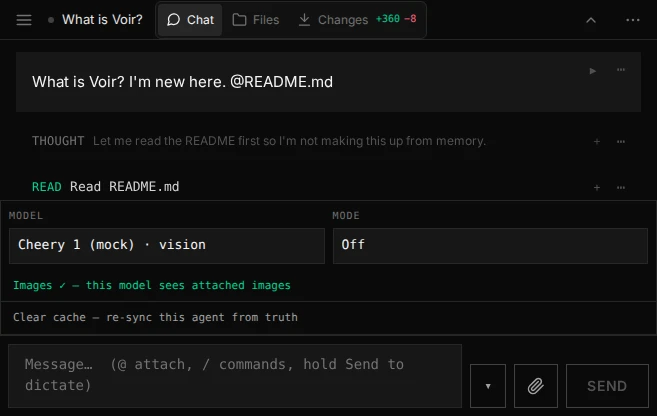 What is Voir?
Chat
Files
Changes +360 −8
What is Voir? I'm new here. @README.md
THOUGHT Let me read the README first so I'm not making this up from memory.
READ Read README.md
MODEL
MODE
Cheery 1 (mock) · vision
Off
Images ✓ — this model sees attached images
Clear cache — re-sync this agent from truth
Message… (@ attach, / commands, hold Send to
dictate)
SEND